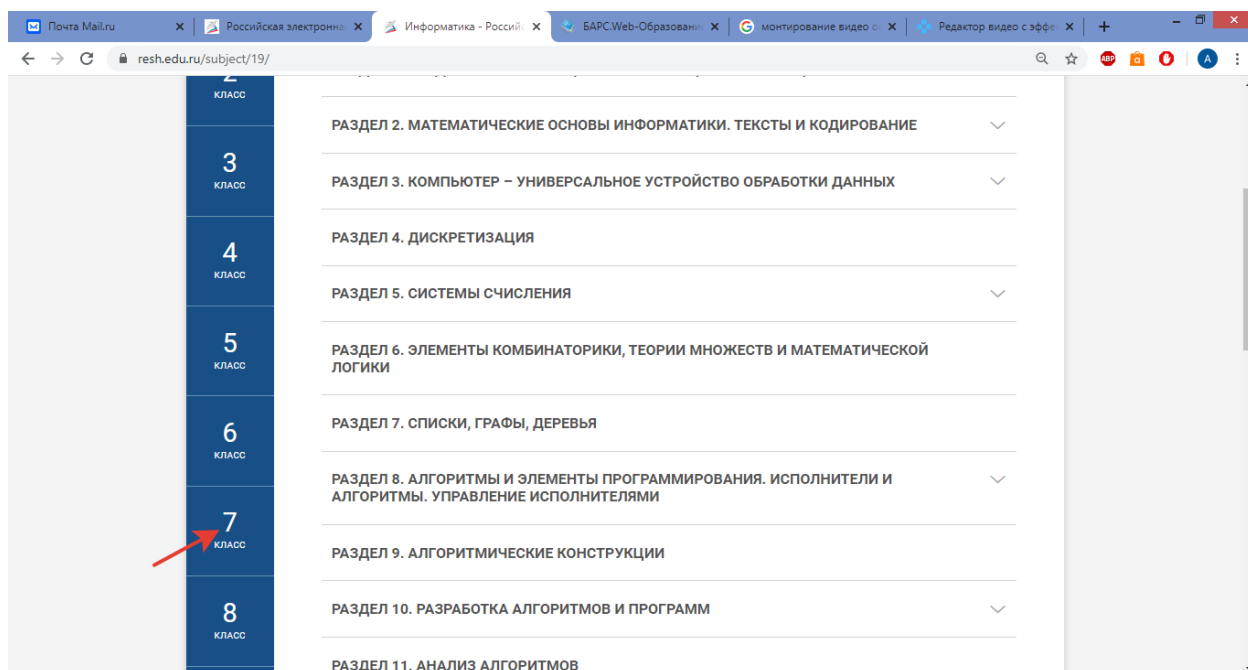 Почта Mail.ru
Российская электронна
Информатика - Российс
БАРС.Web-Образовани
монтирование видео о
Редактор видео с эффе
resh.edu.ru/subject/19/
ABP
a
A
2
КЛАСС
РАЗДЕЛ 2. МАТЕМАТИЧЕСКИЕ ОСНОВЫ ИНФОРМАТИКИ. ТЕКСТЫ И КОДИРОВАНИЕ
3
КЛАСС
РАЗДЕЛ 3. КОМПЬЮТЕР – УНИВЕРСАЛЬНОЕ УСТРОЙСТВО ОБРАБОТКИ ДАННЫХ
4
КЛАСС
РАЗДЕЛ 4. ДИСКРЕТИЗАЦИЯ
РАЗДЕЛ 5. СИСТЕМЫ СЧИСЛЕНИЯ
5
КЛАСС
РАЗДЕЛ 6. ЭЛЕМЕНТЫ КОМБИНАТОРИКИ, ТЕОРИИ МНОЖЕСТВ И МАТЕМАТИЧЕСКОЙ
ЛОГИКИ
6
КЛАСС
РАЗДЕЛ 7. СПИСКИ, ГРАФЫ, ДЕРЕВЬЯ
РАЗДЕЛ 8. АЛГОРИТМЫ И ЭЛЕМЕНТЫ ПРОГРАММИРОВАНИЯ. ИСПОЛНИТЕЛИ И
АЛГОРИТМЫ. УПРАВЛЕНИЕ ИСПОЛНИТЕЛЯМИ
7
КЛАСС
РАЗДЕЛ 9. АЛГОРИТМИЧЕСКИЕ КОНСТРУКЦИИ
8
КЛАСС
РАЗДЕЛ 10. РАЗРАБОТКА АЛГОРИТМОВ И ПРОГРАММ
РАЗДЕЛ 11. АНАЛИЗ АЛГОРИТМОВ